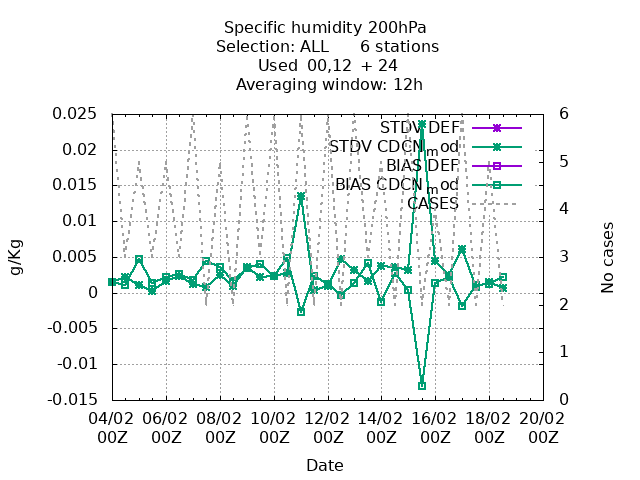 Specific humidity 200hPa
Selection: ALL 6 stations
Used 00,12 + 24
Averaging window: 12h
0.025 6
STDV DEF
STDV CDCN_mod
0.02
BIAS DEF 5
0.015 BIAS CDCN_mod
CASES 4
0.01
0.005 3
0
2
-0.005
1
-0.01
-0.015 0
g/Kg
No cases
04/02 06/02 08/02 10/02 12/02 14/02 16/02 18/02 20/02
00Z 00Z 00Z 00Z 00Z 00Z 00Z 00Z 00Z
Date